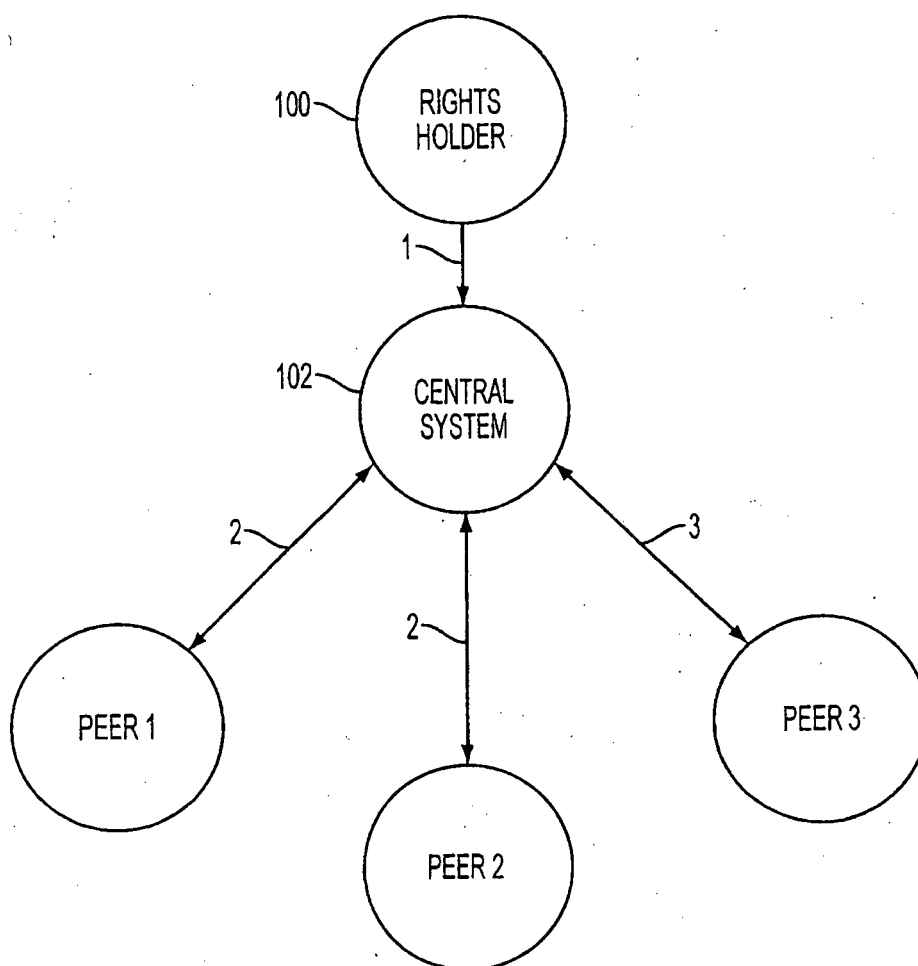 100
RIGHTS
HOLDER
1
102
CENTRAL
SYSTEM
2
2
3
PEER 1
PEER 2
PEER 3